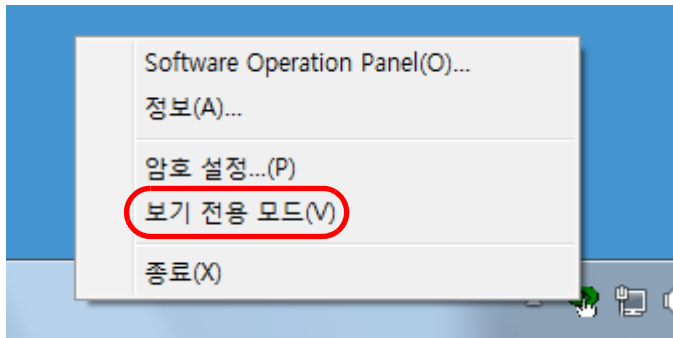 Software Operation Panel(O)...
정보(A)...
암호 설정...(P)
보기 전용 모드(V)
종료(X)